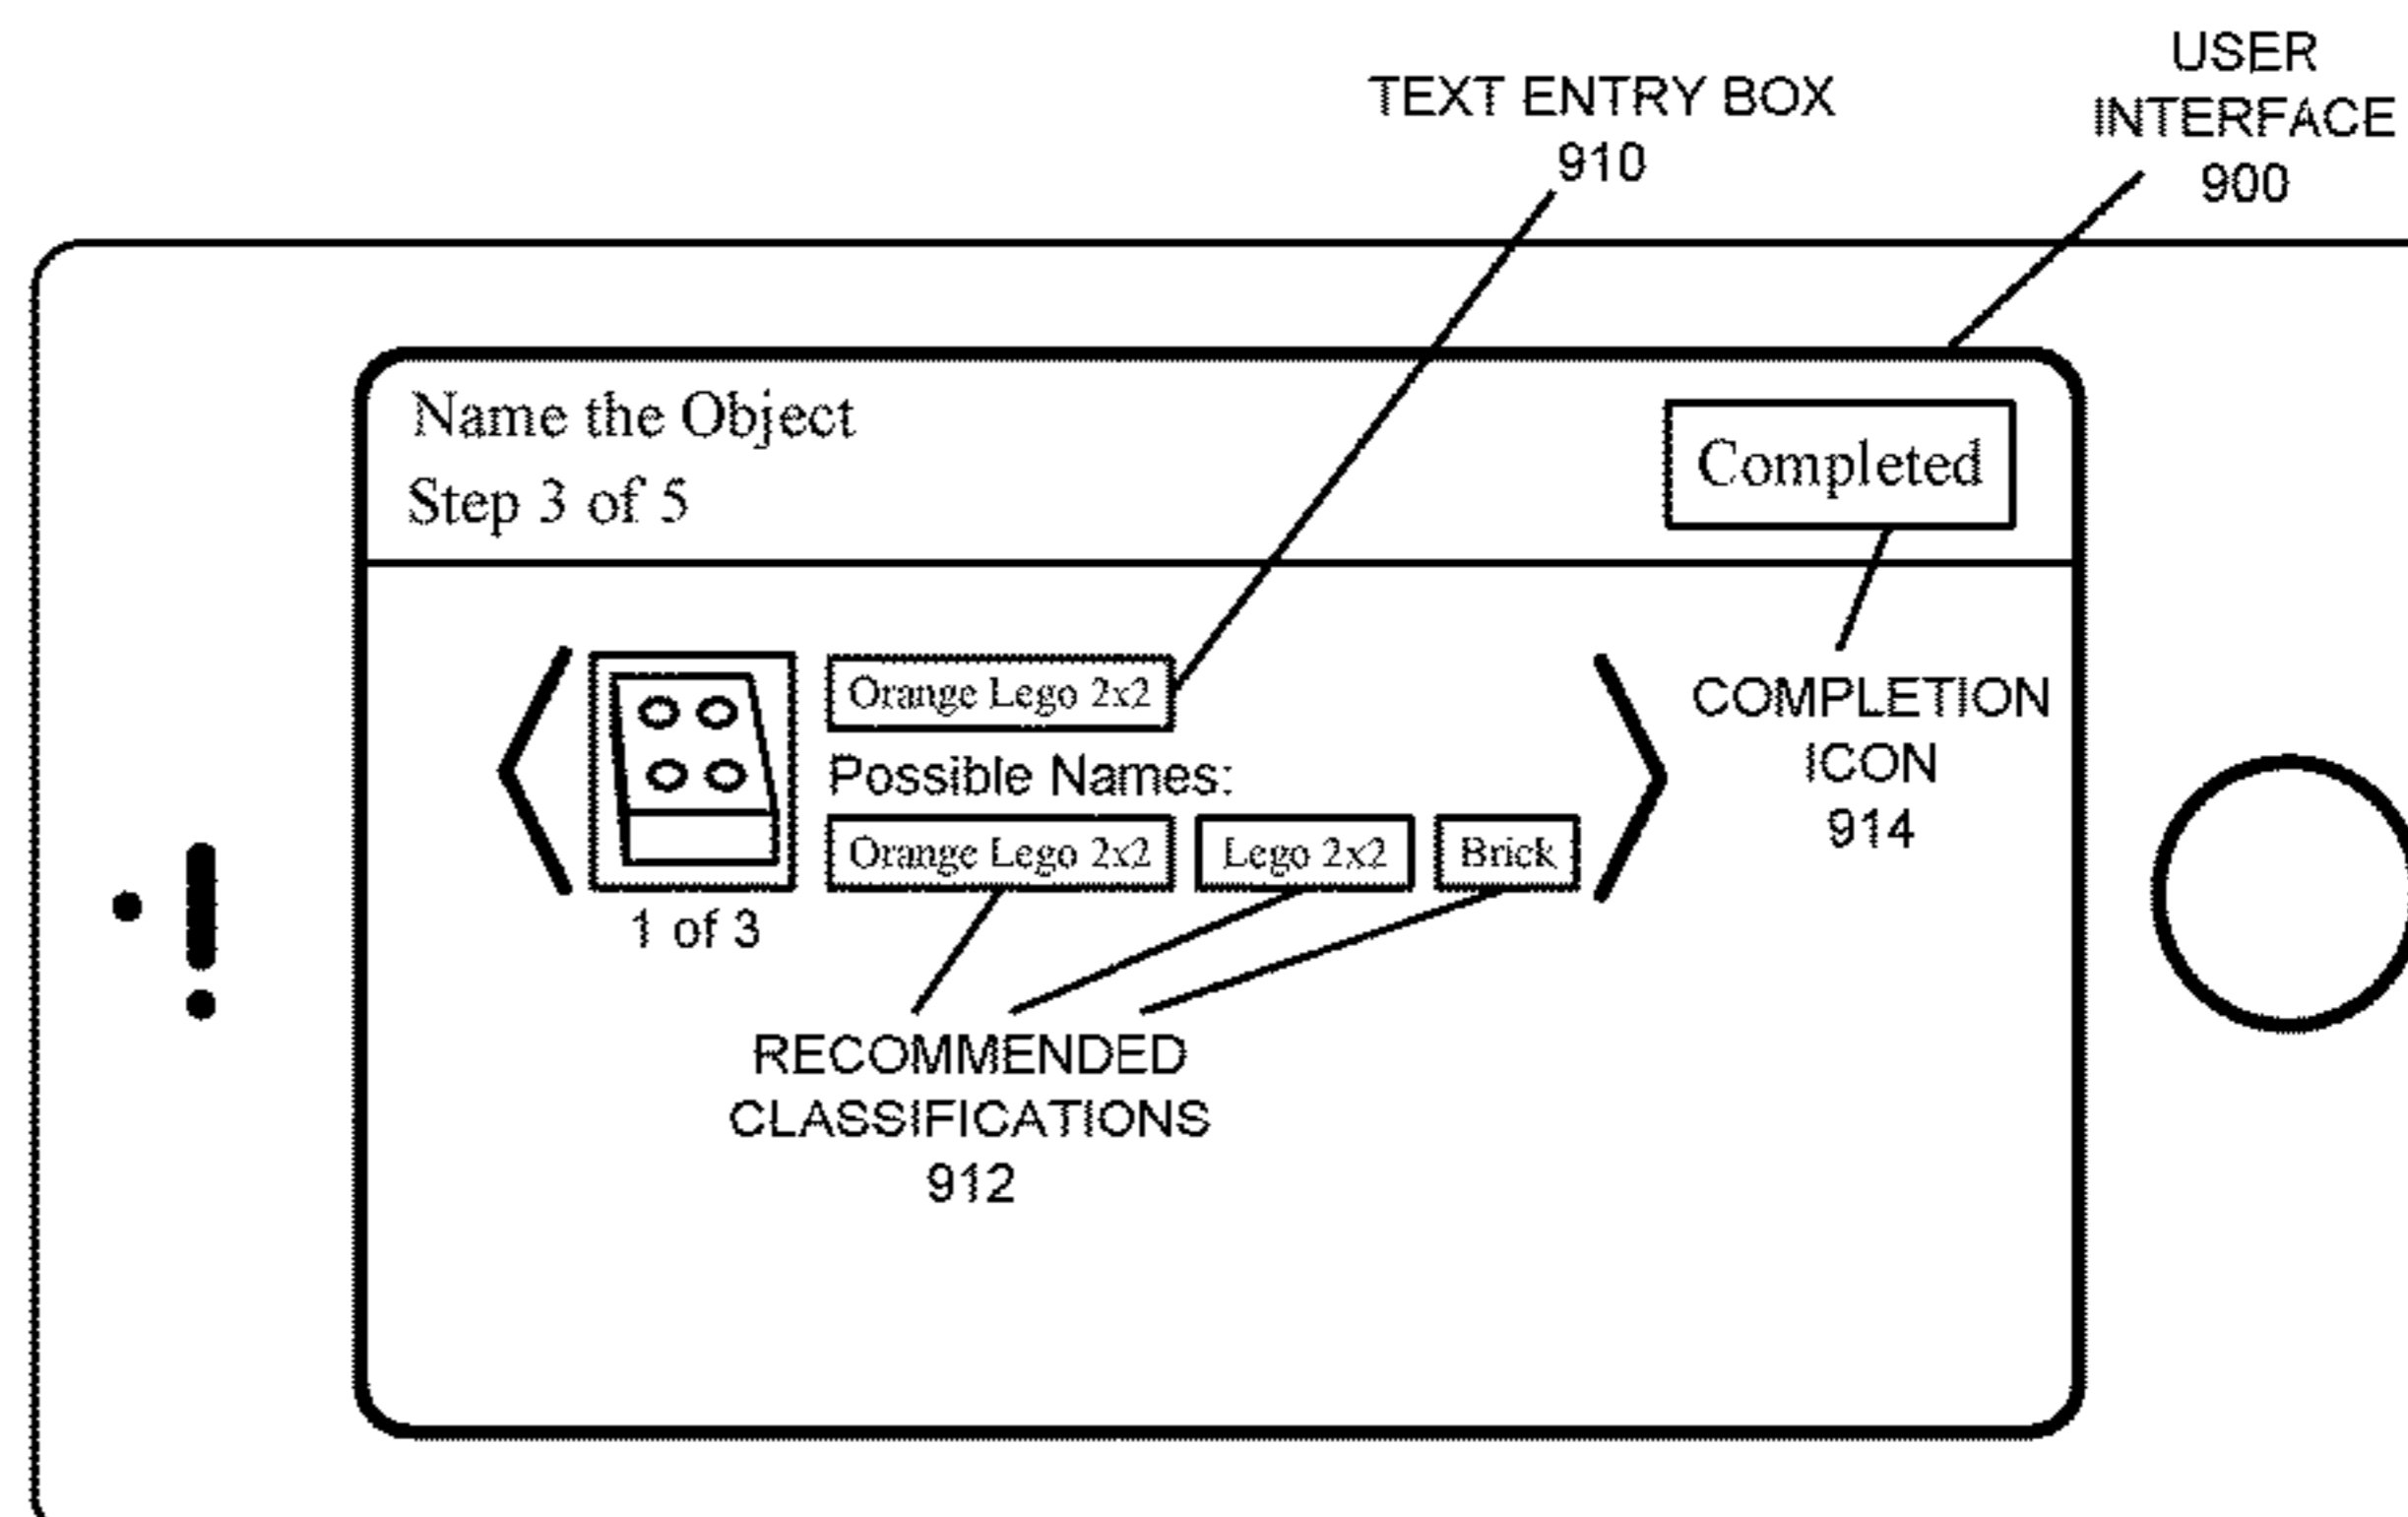 TEXT ENTRY BOX
910
USER
INTERFACE
900
Name the Object
Step 3 of 5
Completed
Orange Lego 2x2
Possible Names:
Orange Lego 2x2
Lego 2x2
Brick
1 of 3
COMPLETION
ICON
914
RECOMMENDED
CLASSIFICATIONS
912